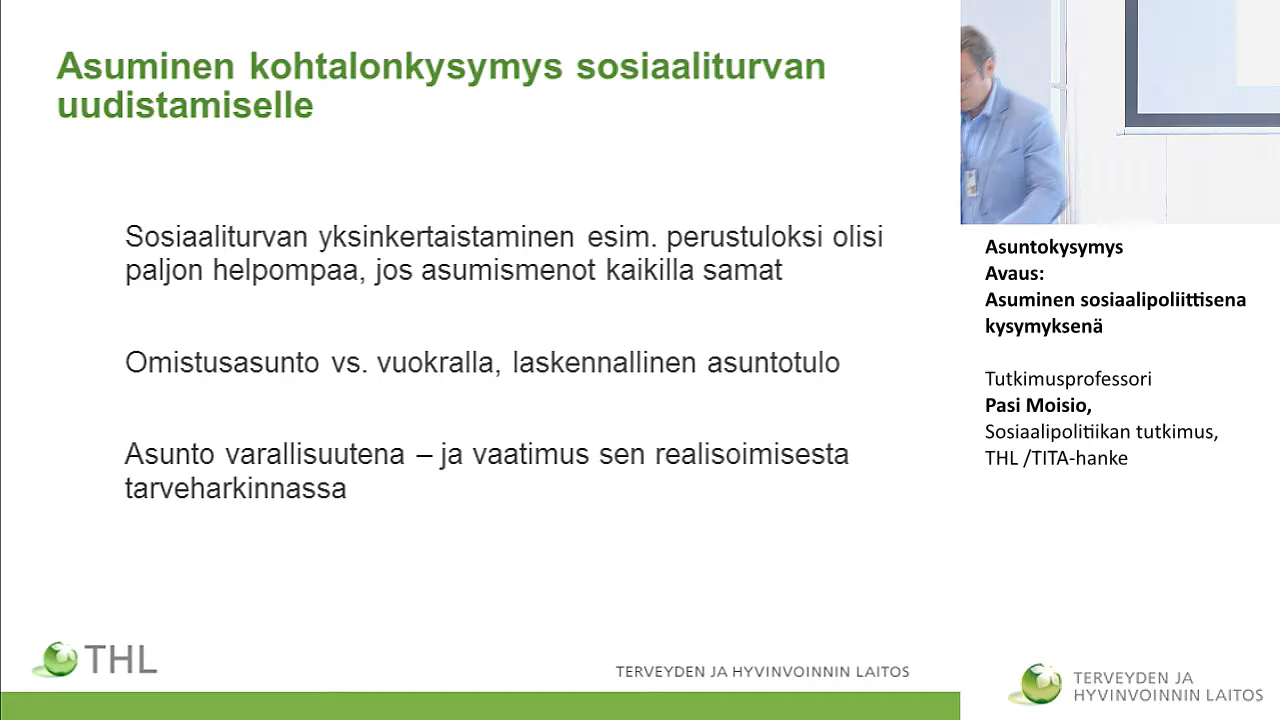 Asuminen kohtalonkysymys sosiaaliturvan
uudistamiselle
Sosiaaliturvan yksinkertaistaminen esim. perustuloksi olisi
paljon helpompaa, jos asumismenot kaikilla samat
Omistusasunto vs. vuokralla, laskennallinen asuntotulo
Asunto varallisuutena – ja vaatimus sen realisoimisesta
tarveharkinnassa
THL
TERVEYDEN JA HYVINVOINNIN LAITOS
Asuntokysymys
Avaus:
Asuminen sosiaalipoliittisena
kysymyksenä
Tutkimusprofessori
Pasi Moisio,
Sosiaalipolitiikan tutkimus,
THL /TITA-hanke
TERVEYDEN JA
HYVINVOINNIN LAITOS